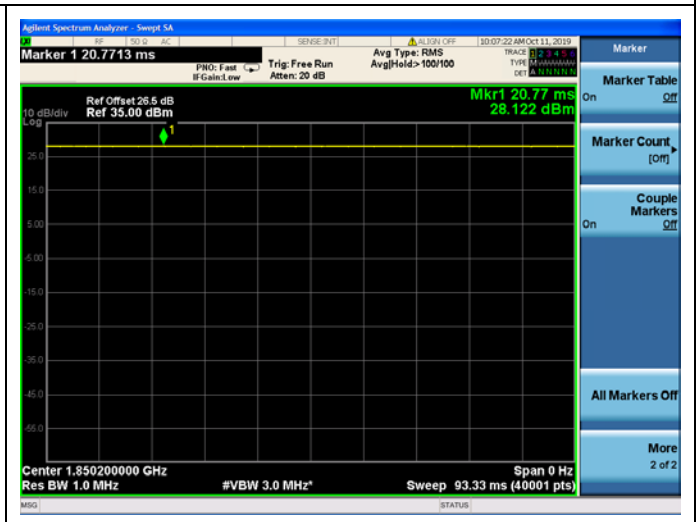 Agilent Spectrum Analyzer - Swept SA
RF 50 Ω AC SENSE:INT ALIGN OFF 10:07:22 AM Oct 11, 2019
Marker 1 20.7713 ms
PNO: Fast
IFGain:Low
Trig: Free Run
Atten: 20 dB
Avg Type: RMS
Avg|Hold:>100/100
TRACE 1 2 3 4 5 6
TYPE
DET A N N N N N
Ref Offset 26.5 dB
10 dB/div Ref 35.00 dBm
Log
Mkr1 20.77 ms
28.122 dBm
1
25.0
15.0
5.00
-5.00
-15.0
-25.0
-35.0
-45.0
-55.0
Center 1.850200000 GHz Span 0 Hz
Res BW 1.0 MHz #VBW 3.0 MHz* Sweep 93.33 ms (40001 pts)
MSG STATUS
Marker
Marker Table
On Off
Marker Count
[Off]
Couple
Markers
On Off
All Markers Off
More
2 of 2